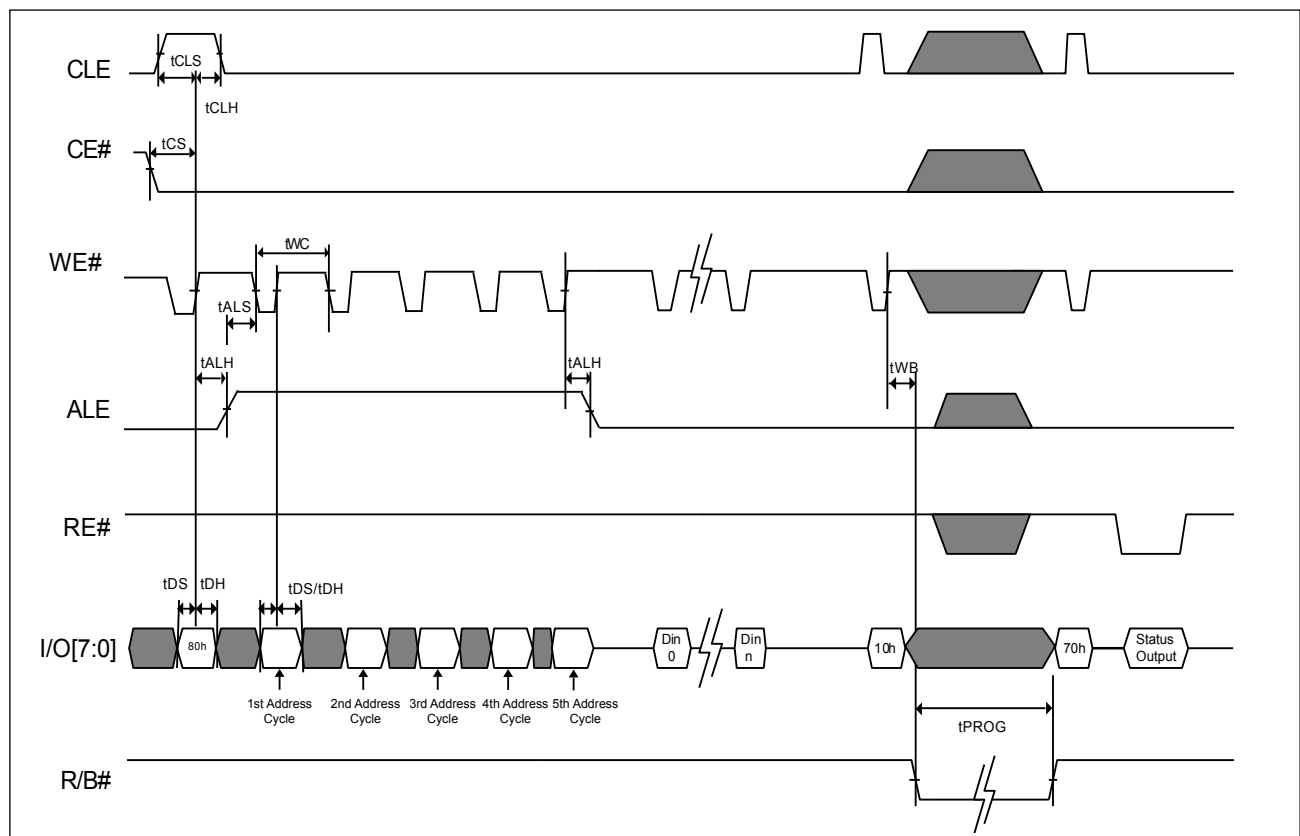 CLE
tCLS
tCLH
CE#
tCS
WE#
tWC
tALS
tALH
tALH
tWB
ALE
RE#
tDS
tDH
tDS/tDH
I/O[7:0]
80h
Din
0
Din
n
10h
70h
Status
Output
1st Address
Cycle
2nd Address
Cycle
3rd Address
Cycle
4th Address
Cycle
5th Address
Cycle
tPROG
R/B#